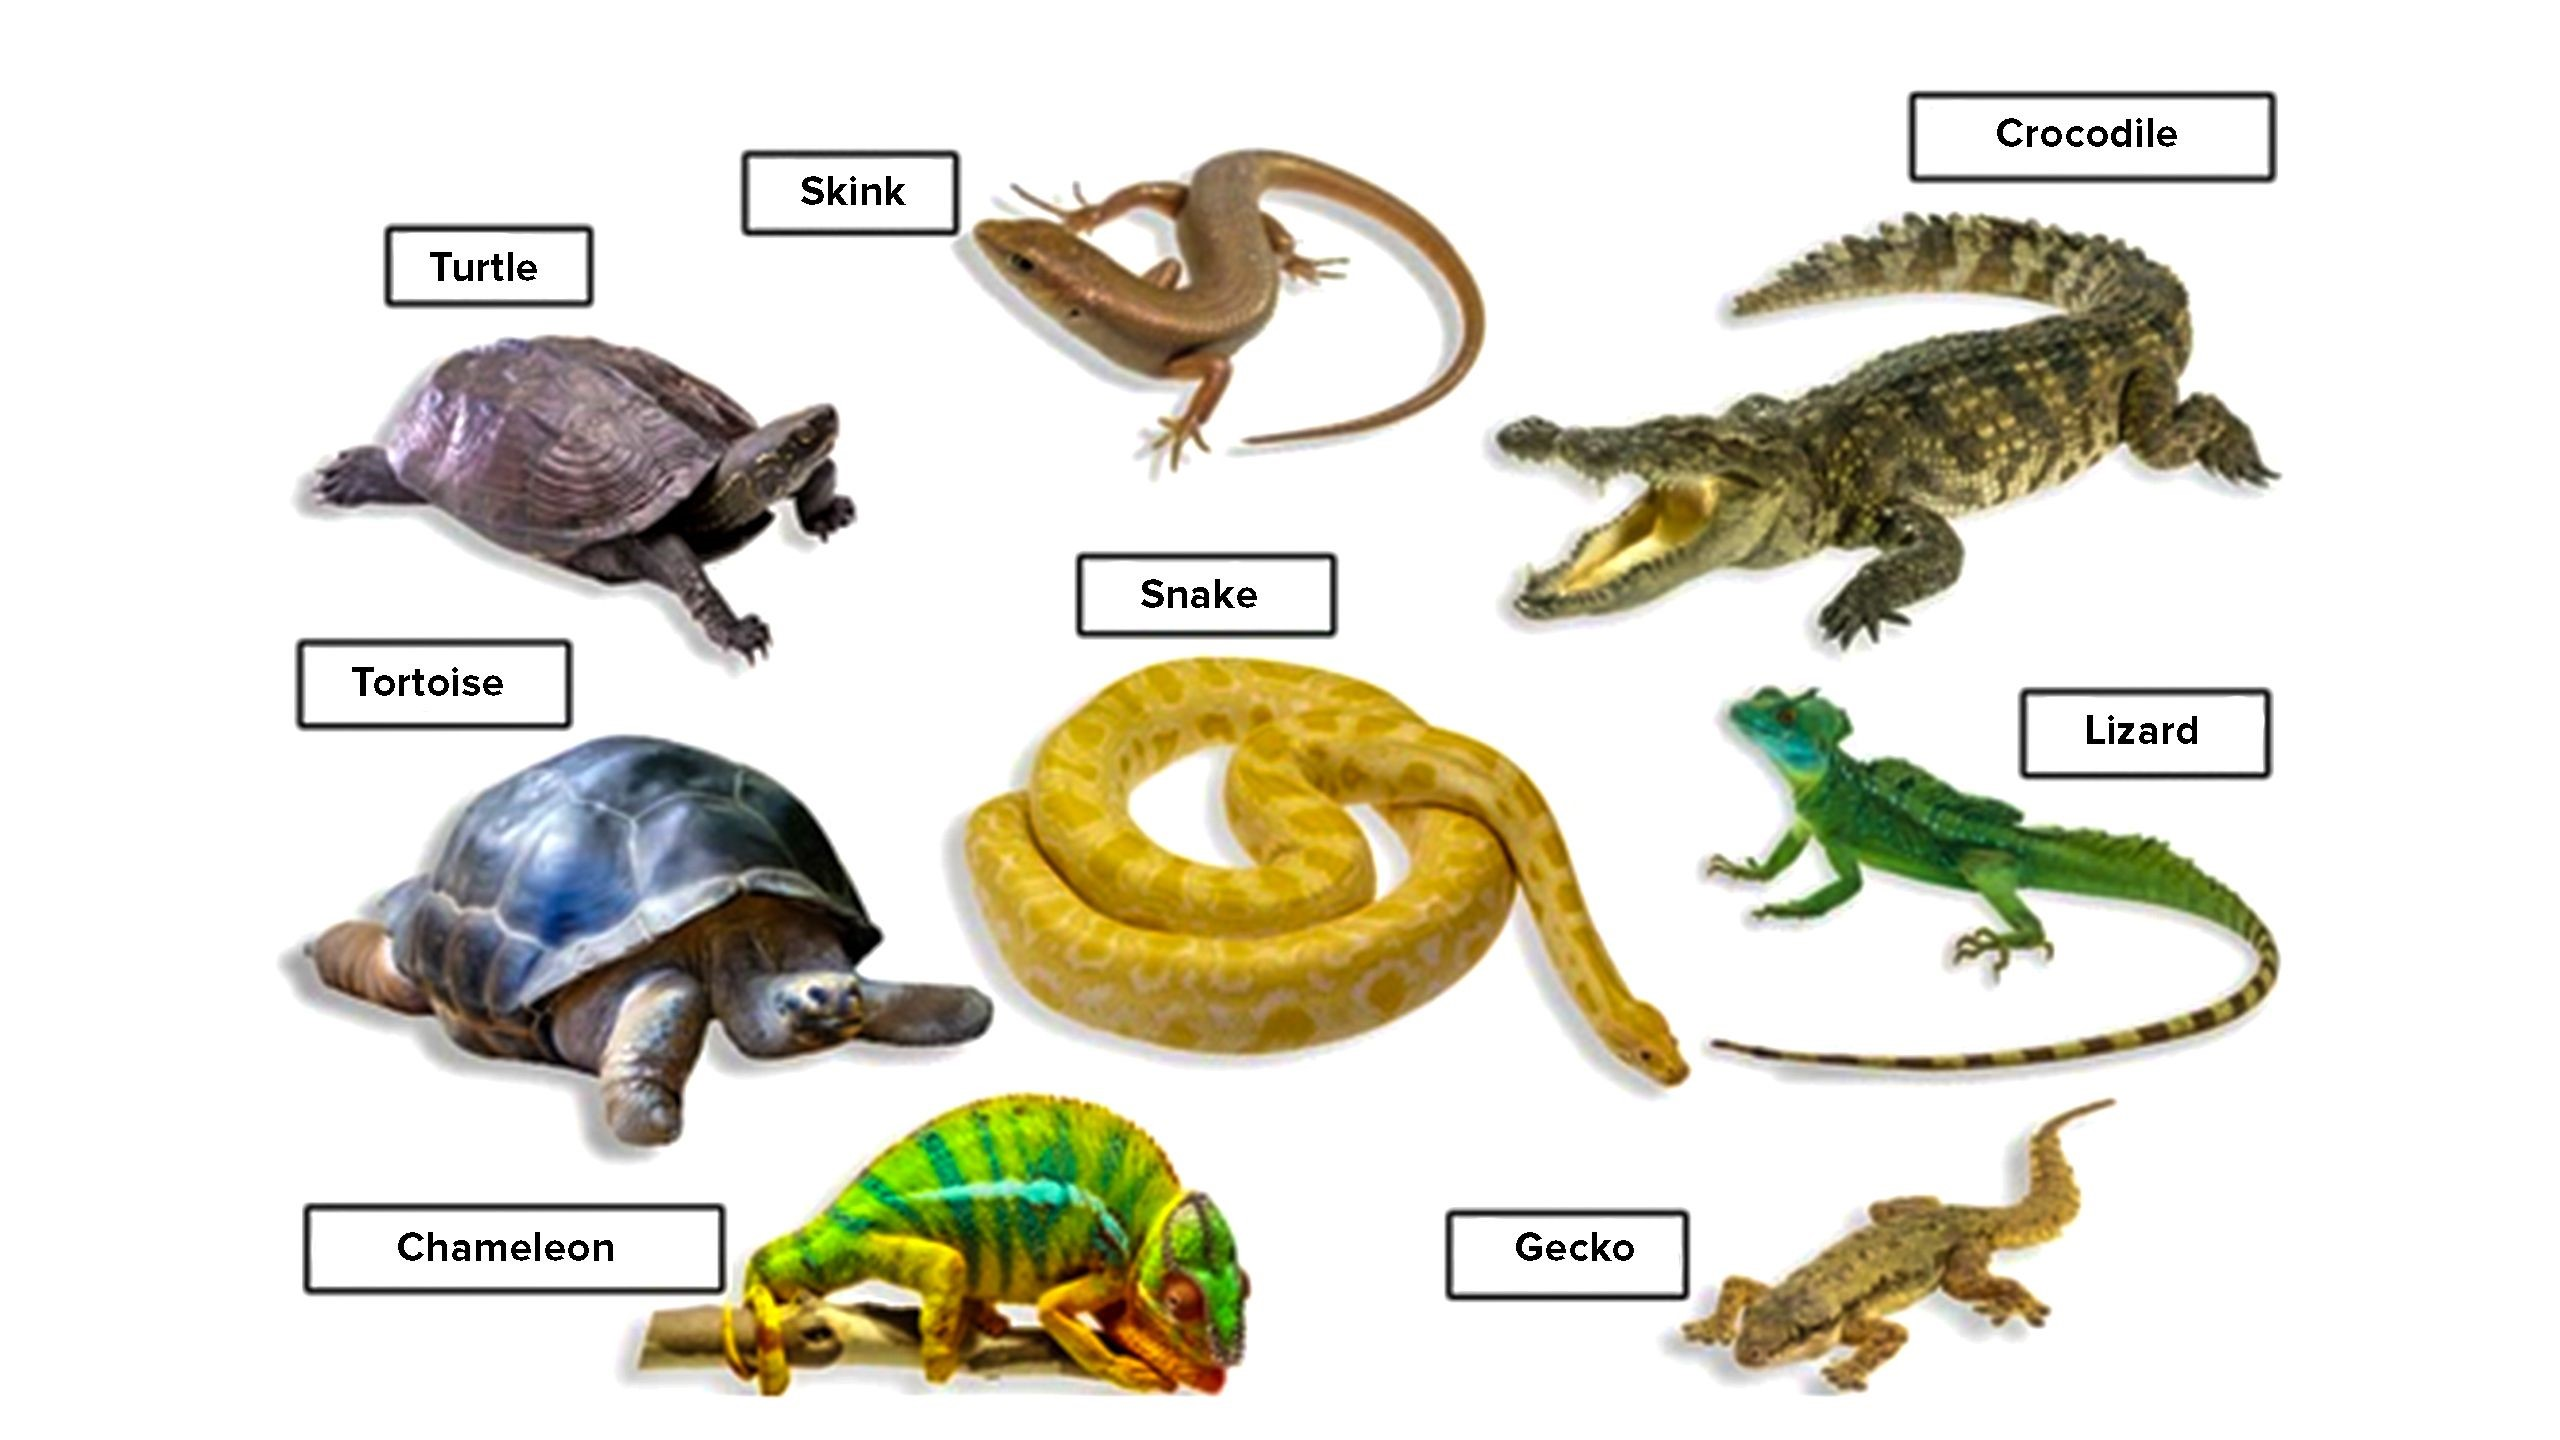 Crocodile
Skink
Turtle
Snake
Tortoise
Lizard
Chameleon
Gecko